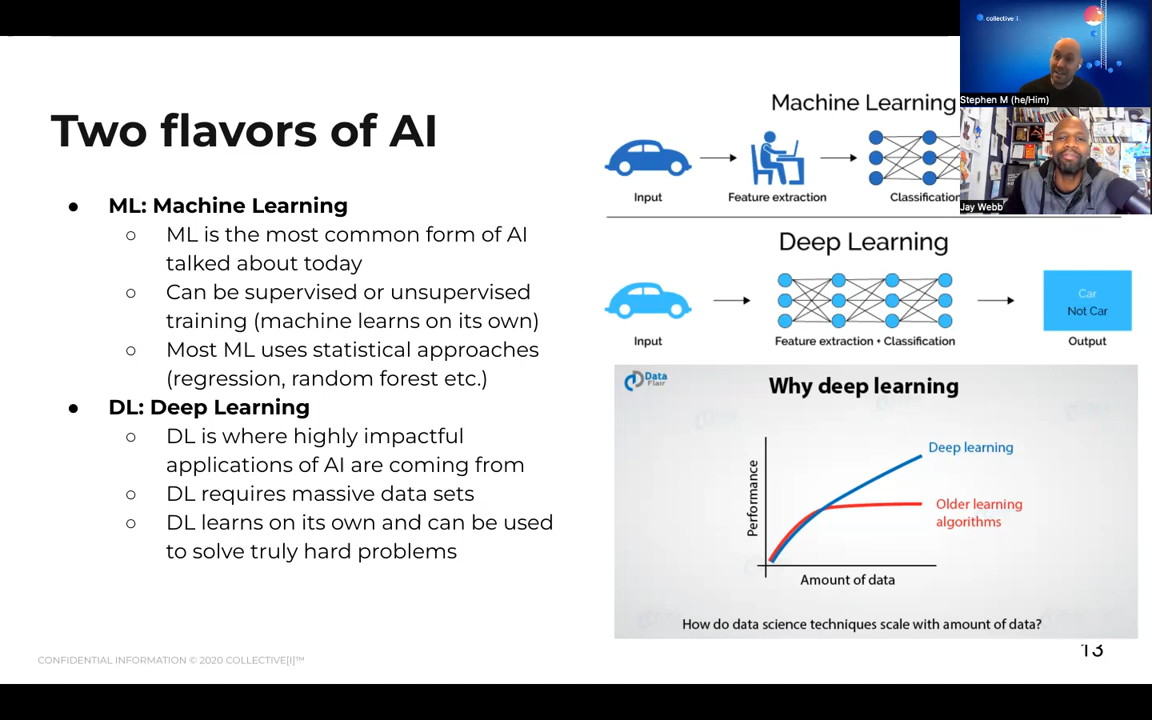 Two flavors of AI
● ML: Machine Learning
○ ML is the most common form of AI
talked about today
○ Can be supervised or unsupervised
training (machine learns on its own)
○ Most ML uses statistical approaches
(regression, random forest etc.)
● DL: Deep Learning
○ DL is where highly impactful
applications of AI are coming from
○ DL requires massive data sets
○ DL learns on its own and can be used
to solve truly hard problems
CONFIDENTIAL INFORMATION © 2020 COLLECTIVE[I]™
Machine Learning
Input
Feature extraction
Classification
Deep Learning
Input
Feature extraction + Classification
Car
Not Car
Output
Data
Flair
Why deep learning
Performance
Deep learning
Older learning
algorithms
Amount of data
How do data science techniques scale with amount of data?
13
collective i
Stephen M (he/Him)
Jay Webb